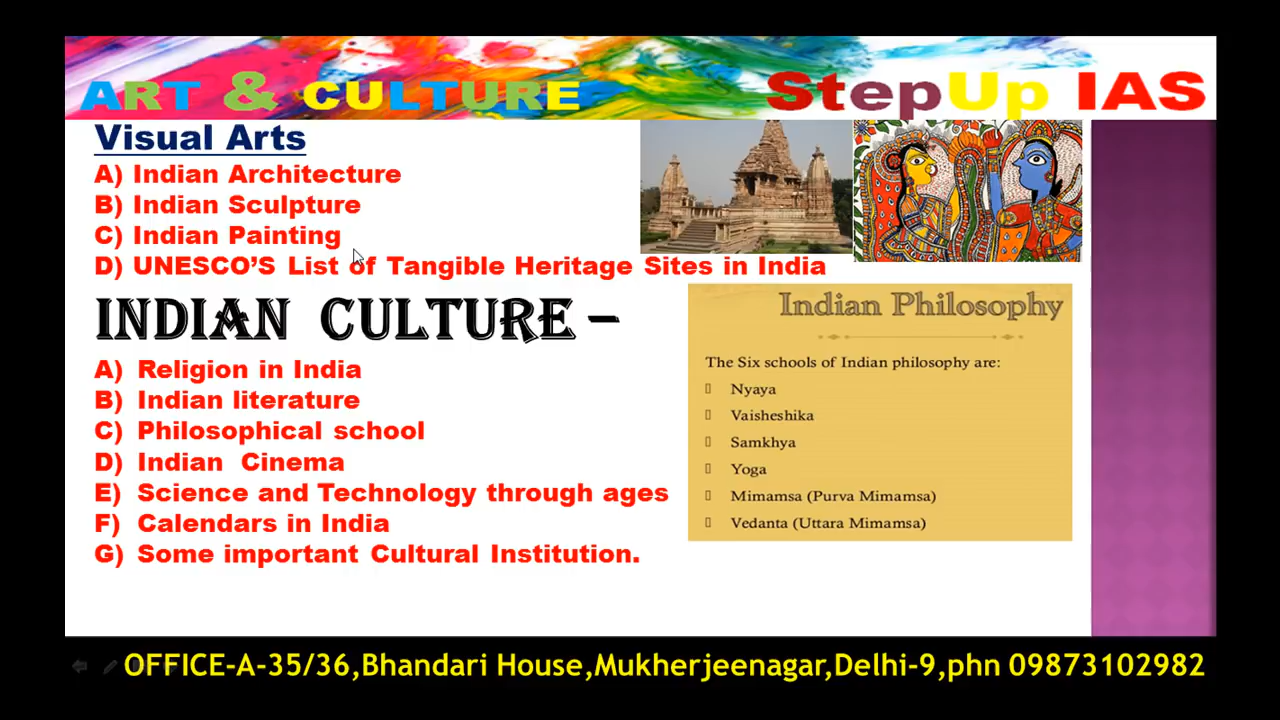 ART & CULTURE
StepUp IAS
Visual Arts
A) Indian Architecture
B) Indian Sculpture
C) Indian Painting
D) UNESCO’S List of Tangible Heritage Sites in India
INDIAN CULTURE –
A) Religion in India
B) Indian literature
C) Philosophical school
D) Indian Cinema
E) Science and Technology through ages
F) Calendars in India
G) Some important Cultural Institution.
Indian Philosophy
The Six schools of Indian philosophy are:
Nyaya
Vaisheshika
Samkhya
Yoga
Mimamsa (Purva Mimamsa)
Vedanta (Uttara Mimamsa)
OFFICE-A-35/36,Bhandari House,Mukherjeenagar,Delhi-9,phn 09873102982